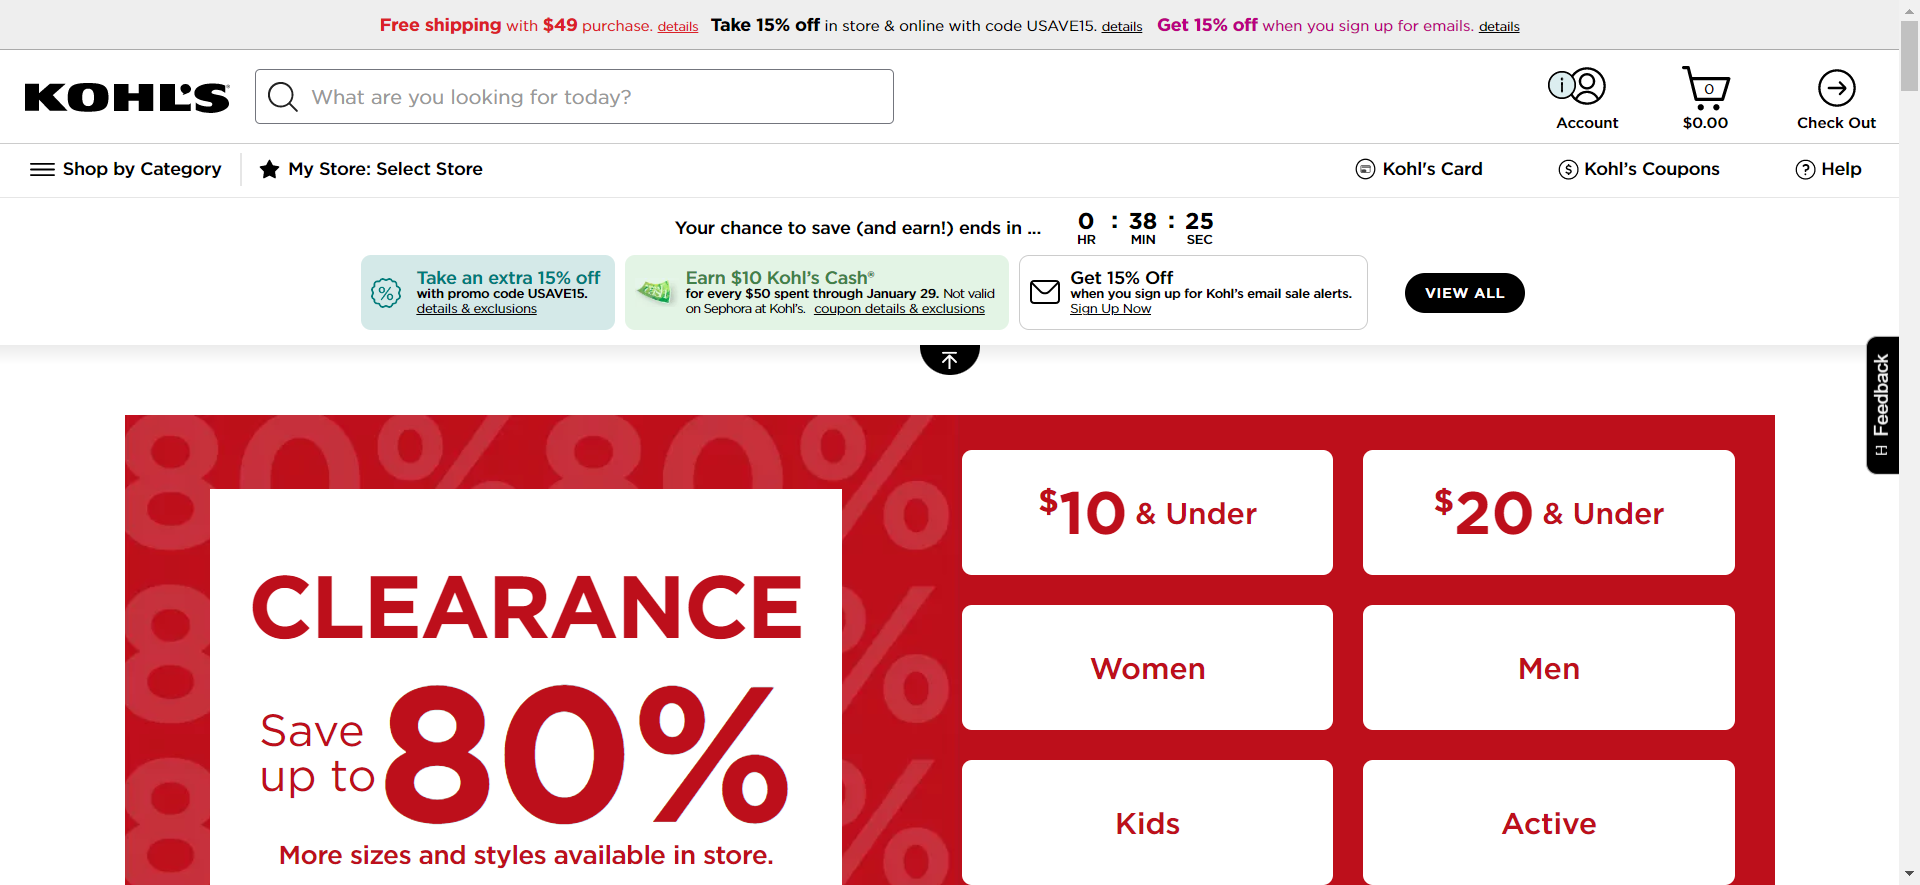 Free shipping with $49 purchase. details Take 15% off in store & online with code USAVE15. details Get 15% off when you sign up for emails. details
KOHL'S
What are you looking for today?
i
Account
0
$0.00
Check Out
Shop by Category
My Store: Select Store
Kohl's Card
$ Kohl's Coupons
? Help
Your chance to save (and earn!) ends in ...
0 : 38 : 25
HR MIN SEC
%
Take an extra 15% off
with promo code USAVE15.
details & exclusions
Earn $10 Kohl's Cash®
for every $50 spent through January 29. Not valid
on Sephora at Kohl's. coupon details & exclusions
Get 15% Off
when you sign up for Kohl's email sale alerts.
Sign Up Now
VIEW ALL
Feedback
80% 80%
8 %
8 %
CLEARANCE
Save
up to
80%
More sizes and styles available in store.
$10 & Under
$20 & Under
Women
Men
Kids
Active